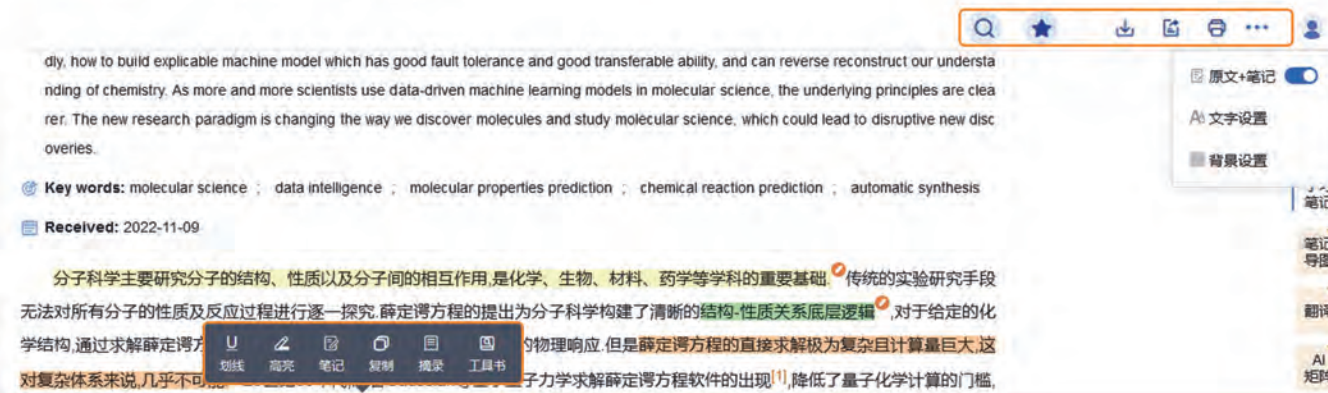 dly, how to build explicable machine model which has good fault tolerance and good transferable ability, and can reverse reconstruct our understa
nding of chemistry. As more and more scientists use data-driven machine learning models in molecular science, the underlying principles are clea
rer. The new research paradigm is changing the way we discover molecules and study molecular science, which could lead to disruptive new disc
overies.
原文+笔记
文字设置
背景设置
Key words: molecular science ; data intelligence ; molecular properties prediction ; chemical reaction prediction ; automatic synthesis
Received: 2022-11-09
笔记
笔记
导图
翻译
AI
矩阵
分子科学主要研究分子的结构、性质以及分子间的相互作用,是化学、生物、材料、药学等学科的重要基础.传统的实验研究手段
无法对所有分子的性质及反应过程进行逐一探究.薛定谔方程的提出为分子科学构建了清晰的结构-性质关系底层逻辑,对于给定的化
学结构,通过求解薛定谔方 的物理响应.但是薛定谔方程的直接求解极为复杂且计算量巨大,这
划线 高亮 笔记 复制 摘录 工具书
对复杂体系来说,几乎不可能 子力学求解薛定谔方程软件的出现[1],降低了量子化学计算的门槛,